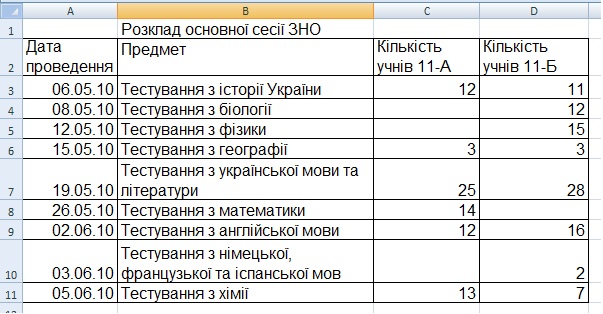 A B C D
1 Розклад основної сесії ЗНО
2 Дата проведення Предмет Кількість учнів 11-А Кількість учнів 11-Б
3 06.05.10 Тестування з історії України 12 11
4 08.05.10 Тестування з біології 12
5 12.05.10 Тестування з фізики 15
6 15.05.10 Тестування з географії 3 3
7 19.05.10 Тестування з української мови та літератури 25 28
8 26.05.10 Тестування з математики 14
9 02.06.10 Тестування з англійської мови 12 16
10 03.06.10 Тестування з німецької, французької та іспанської мов 2
11 05.06.10 Тестування з хімії 13 7
12